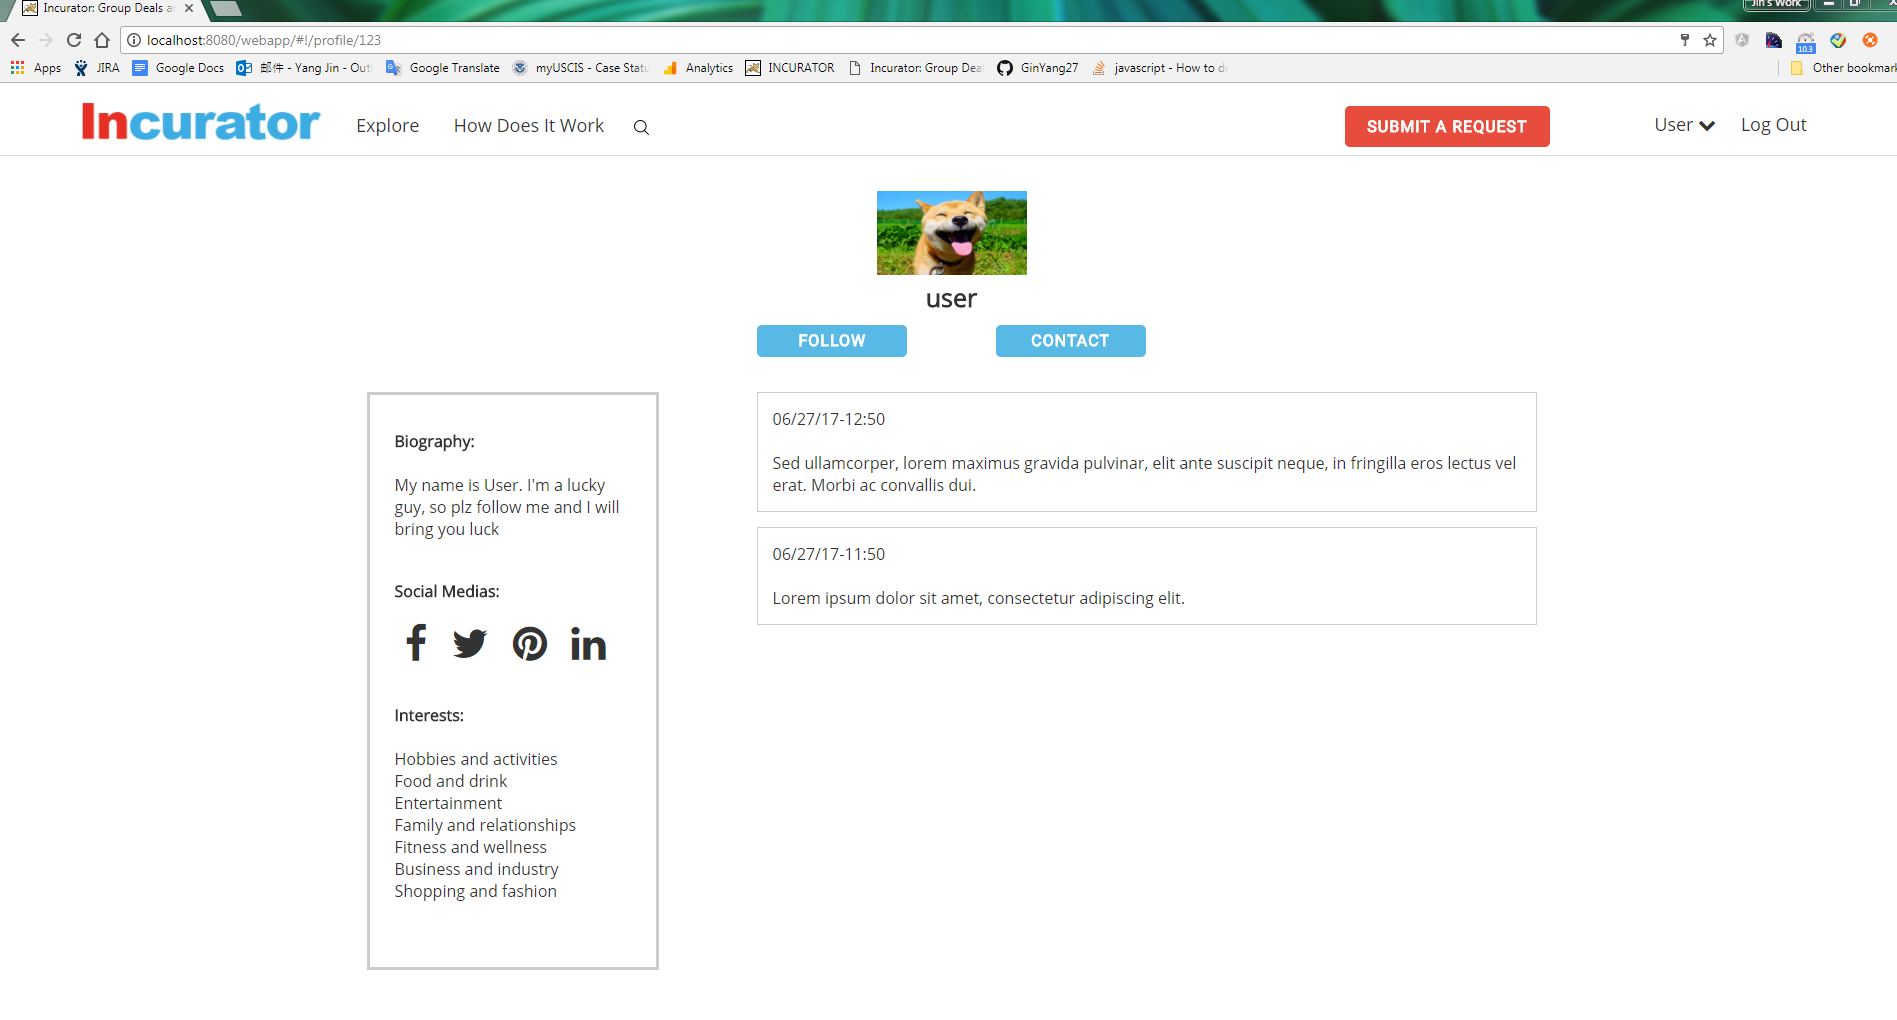 Incurator: Group Deals a
Jin's Work
localhost:8080/webapp/#!/profile/123
10.3
Apps JIRA Google Docs 邮件 - Yang Jin - Out Google Translate myUSCIS - Case Stat Analytics INCURATOR Incurator: Group Dea GinYang27 javascript - How to d Other bookmark
Incurator Explore How Does It Work SUBMIT A REQUEST User Log Out
user
FOLLOW CONTACT
Biography:
My name is User. I'm a lucky
guy, so plz follow me and I will
bring you luck
Social Medias:
Interests:
Hobbies and activities
Food and drink
Entertainment
Family and relationships
Fitness and wellness
Business and industry
Shopping and fashion
06/27/17-12:50
Sed ullamcorper, lorem maximus gravida pulvinar, elit ante suscipit neque, in fringilla eros lectus vel
erat. Morbi ac convallis dui.
06/27/17-11:50
Lorem ipsum dolor sit amet, consectetur adipiscing elit.